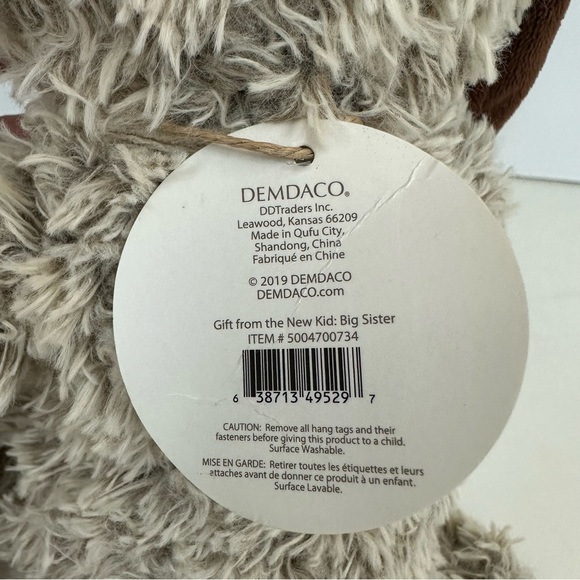 DEMDACO®
DDTraders Inc.
Leawood, Kansas 66209
Made in Qufu City,
Shandong, China
Fabriqué en Chine
© 2019 DEMDACO
DEMDACO.com
Gift from the New Kid: Big Sister
ITEM # 5004700734
6 38713 49529 7
CAUTION: Remove all hang tags and their
fasteners before giving this product to a child.
Surface Washable.
MISE EN GARDE: Retirer toutes les étiquettes et leurs
attaches avant de donner ce produit à un enfant.
Surface Lavable.